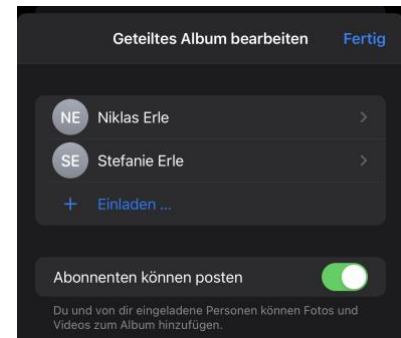 Geteiltes Album bearbeiten Fertig
NE Niklas Erle
SE Stefanie Erle
+ Einladen ...
Abonnenten können posten
Du und von dir eingeladene Personen können Fotos und
Videos zum Album hinzufügen.